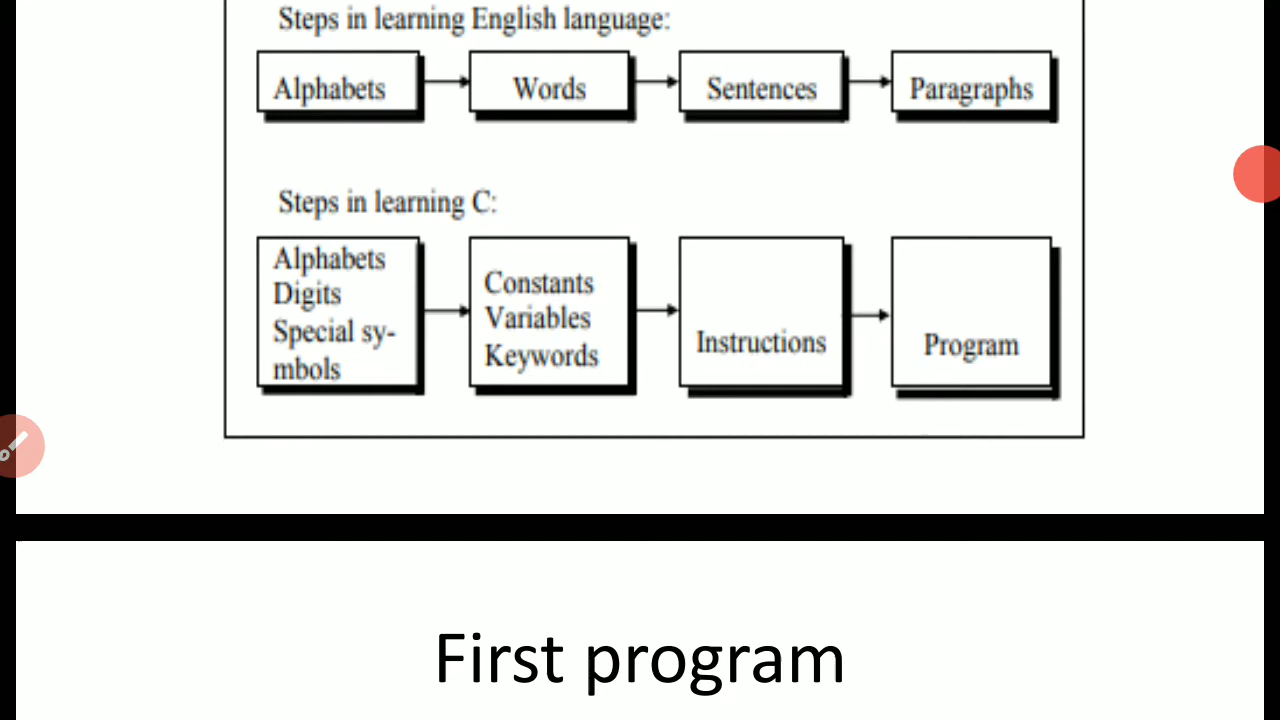 Steps in learning English language:
Alphabets
Words
Sentences
Paragraphs
Steps in learning C:
Alphabets
Digits
Special sy-
mbols
Constants
Variables
Keywords
Instructions
Program
First program